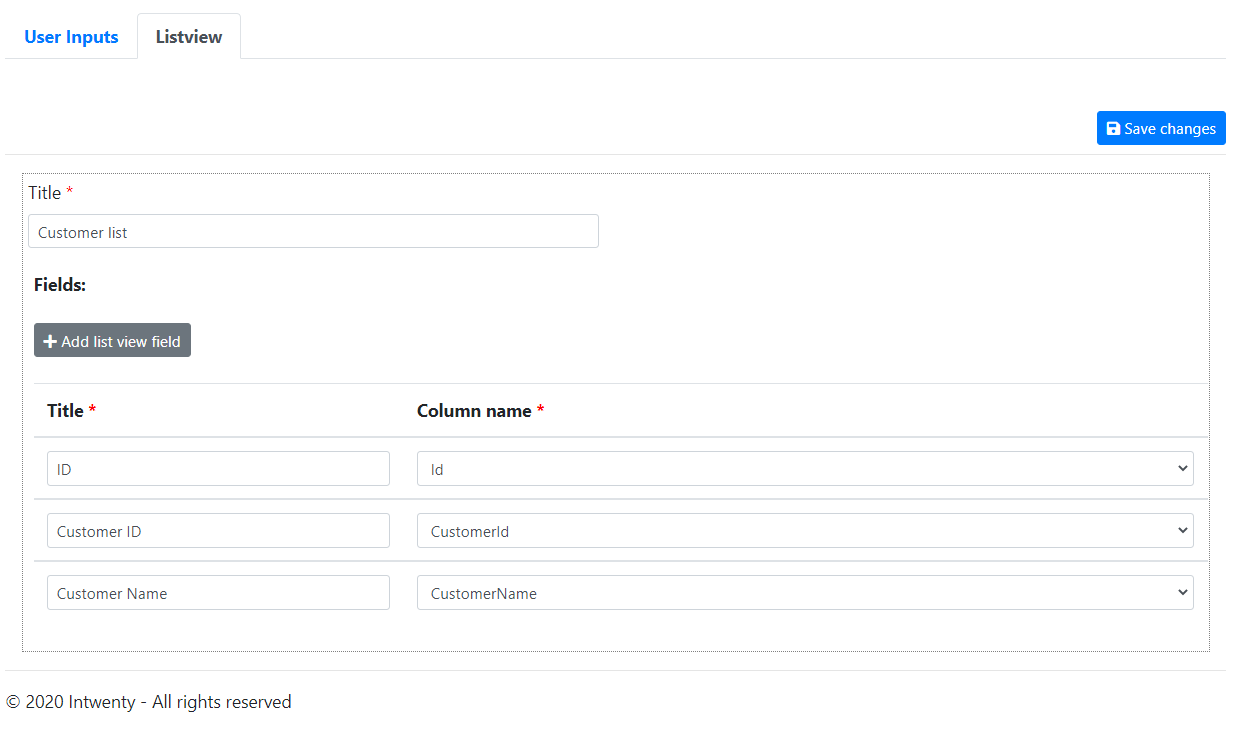 User Inputs Listview
Save changes
Title *
Customer list
Fields:
Add list view field
Title * Column name *
ID Id
Customer ID CustomerId
Customer Name CustomerName
© 2020 Intwenty - All rights reserved